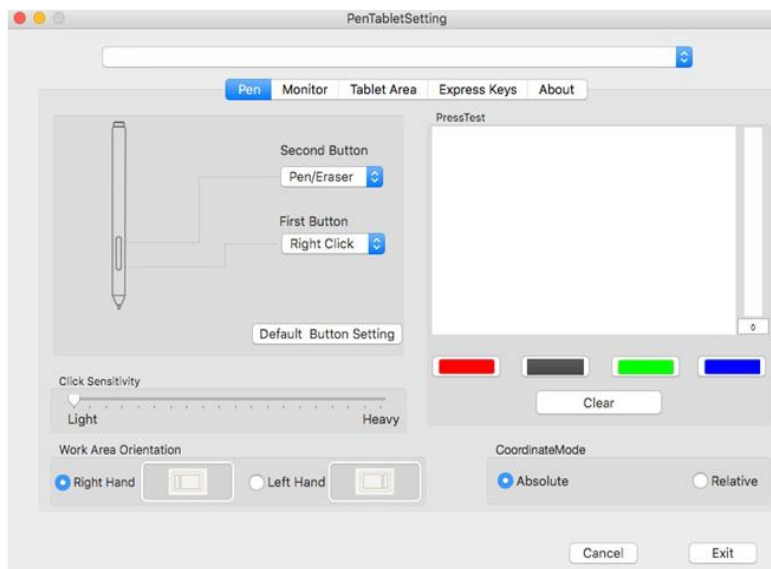 PenTabletSetting
Pen Monitor Tablet Area Express Keys About
PressTest
Second Button
Pen/Eraser
First Button
Right Click
Default Button Setting
0
Clear
Click Sensitivity
Light Heavy
Work Area Orientation
Right Hand Left Hand
CoordinateMode
Absolute Relative
Cancel Exit